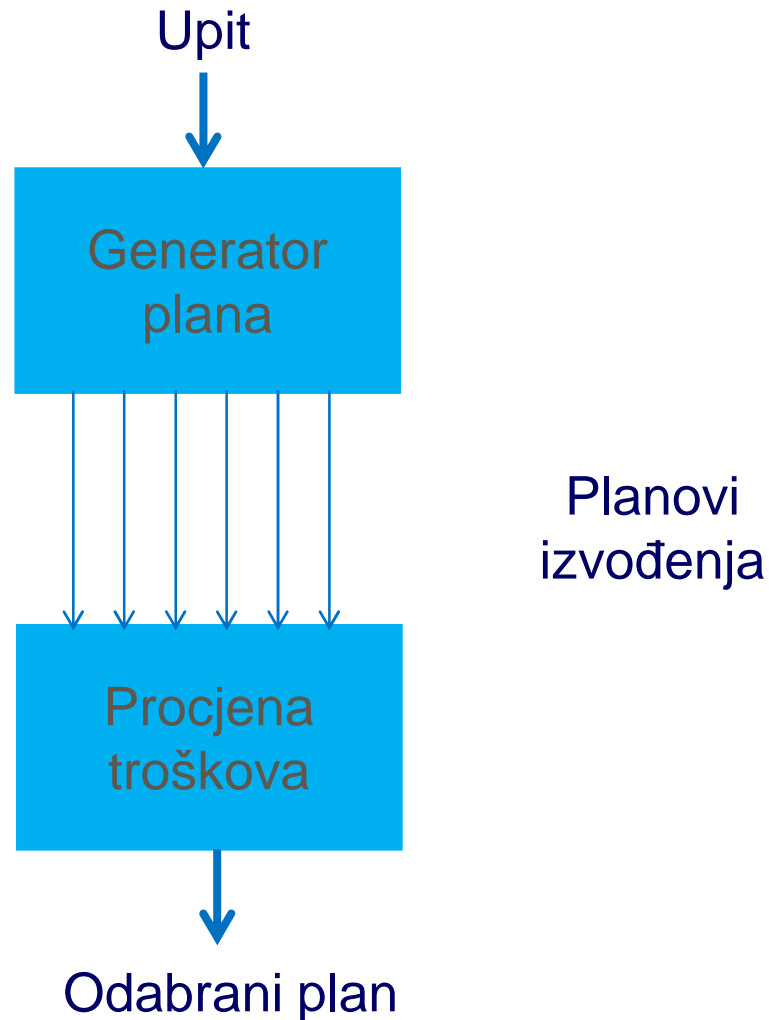 Upit
Generator
plana
Planovi
izvođenja
Procjena
troškova
Odabrani plan